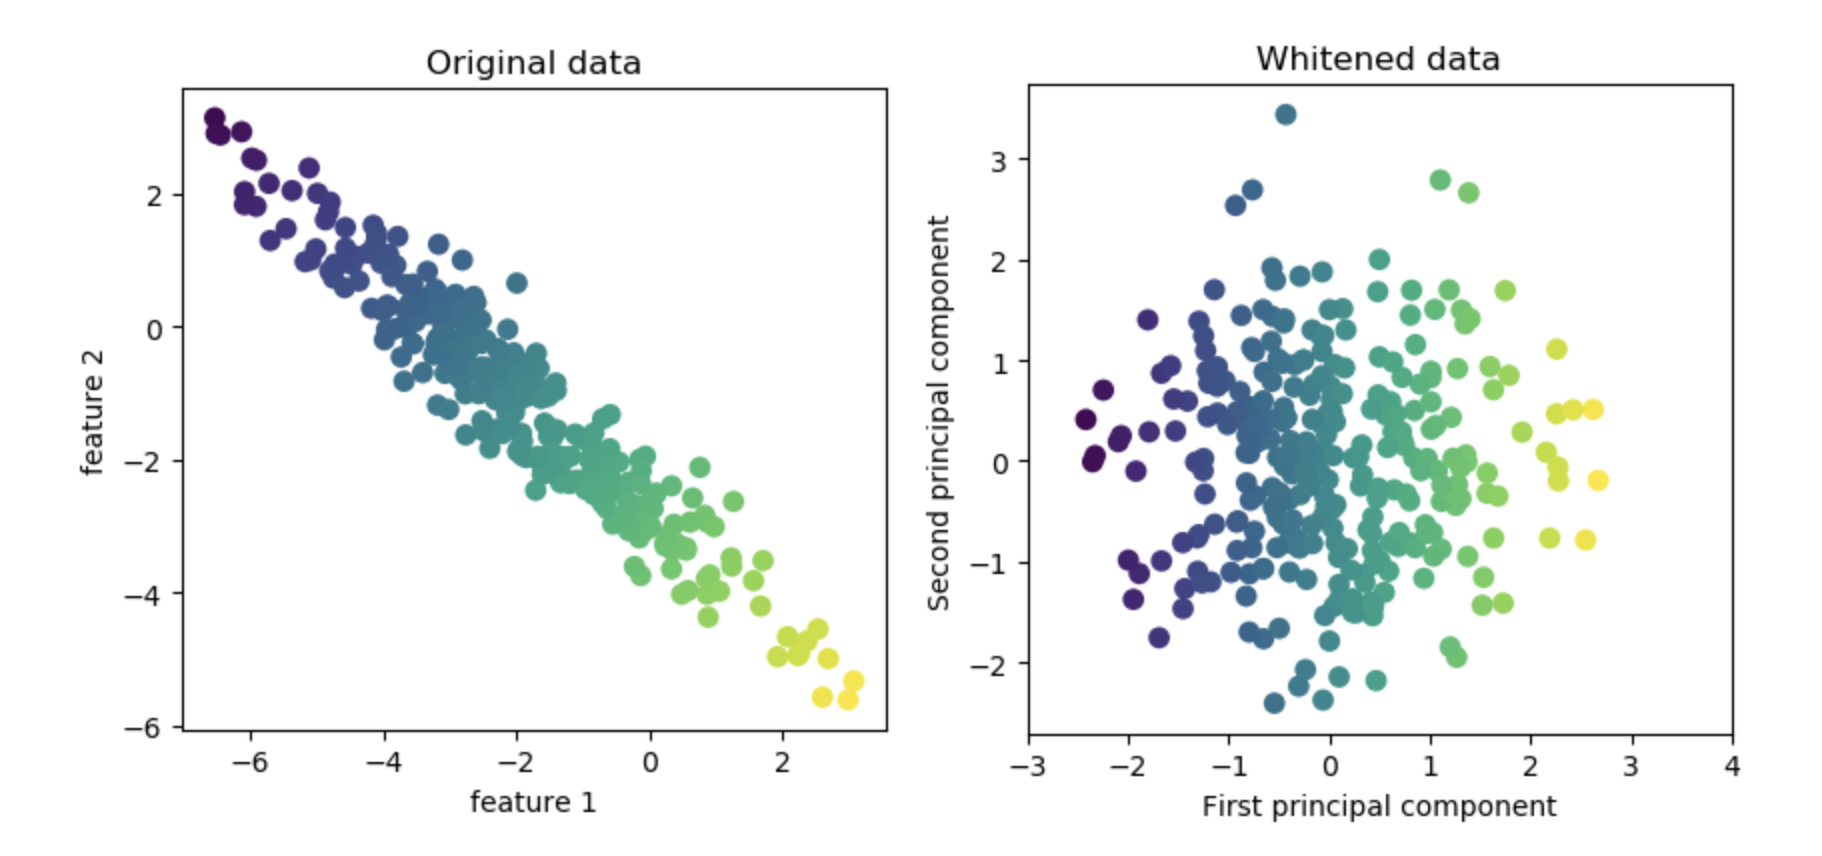 Original data
2
0
−2
−4
−6
feature 2
−6 −4 −2 0 2
feature 1
Whitened data
3
2
1
0
−1
−2
Second principal component
−3 −2 −1 0 1 2 3 4
First principal component